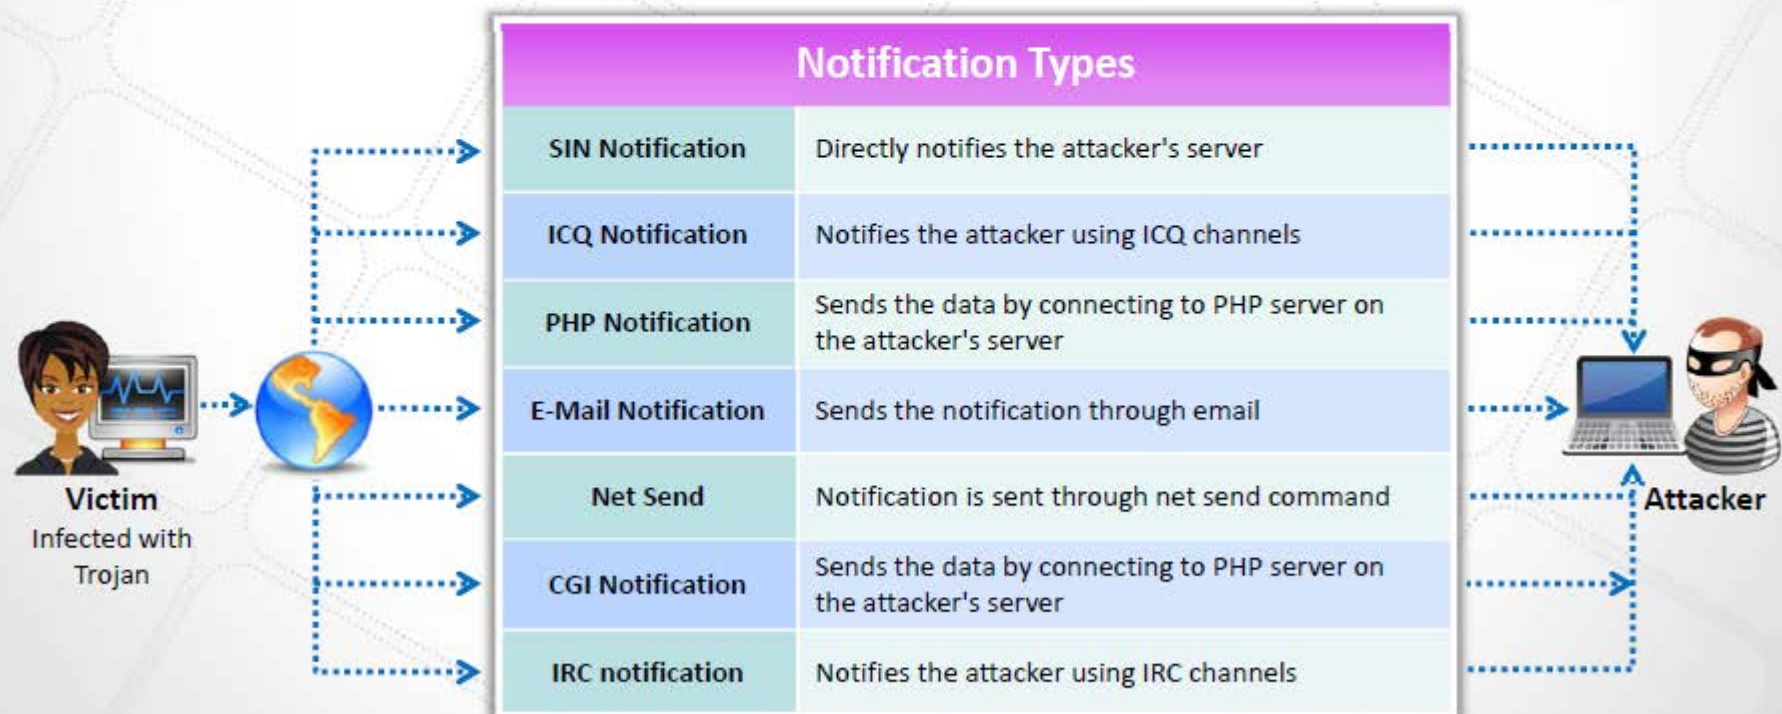 Notification Types
SIN Notification
Directly notifies the attacker's server
ICQ Notification
Notifies the attacker using ICQ channels
PHP Notification
Sends the data by connecting to PHP server on
the attacker's server
E-Mail Notification
Sends the notification through email
Net Send
Notification is sent through net send command
CGI Notification
Sends the data by connecting to PHP server on
the attacker's server
IRC notification
Notifies the attacker using IRC channels
Victim
Infected with
Trojan
Attacker